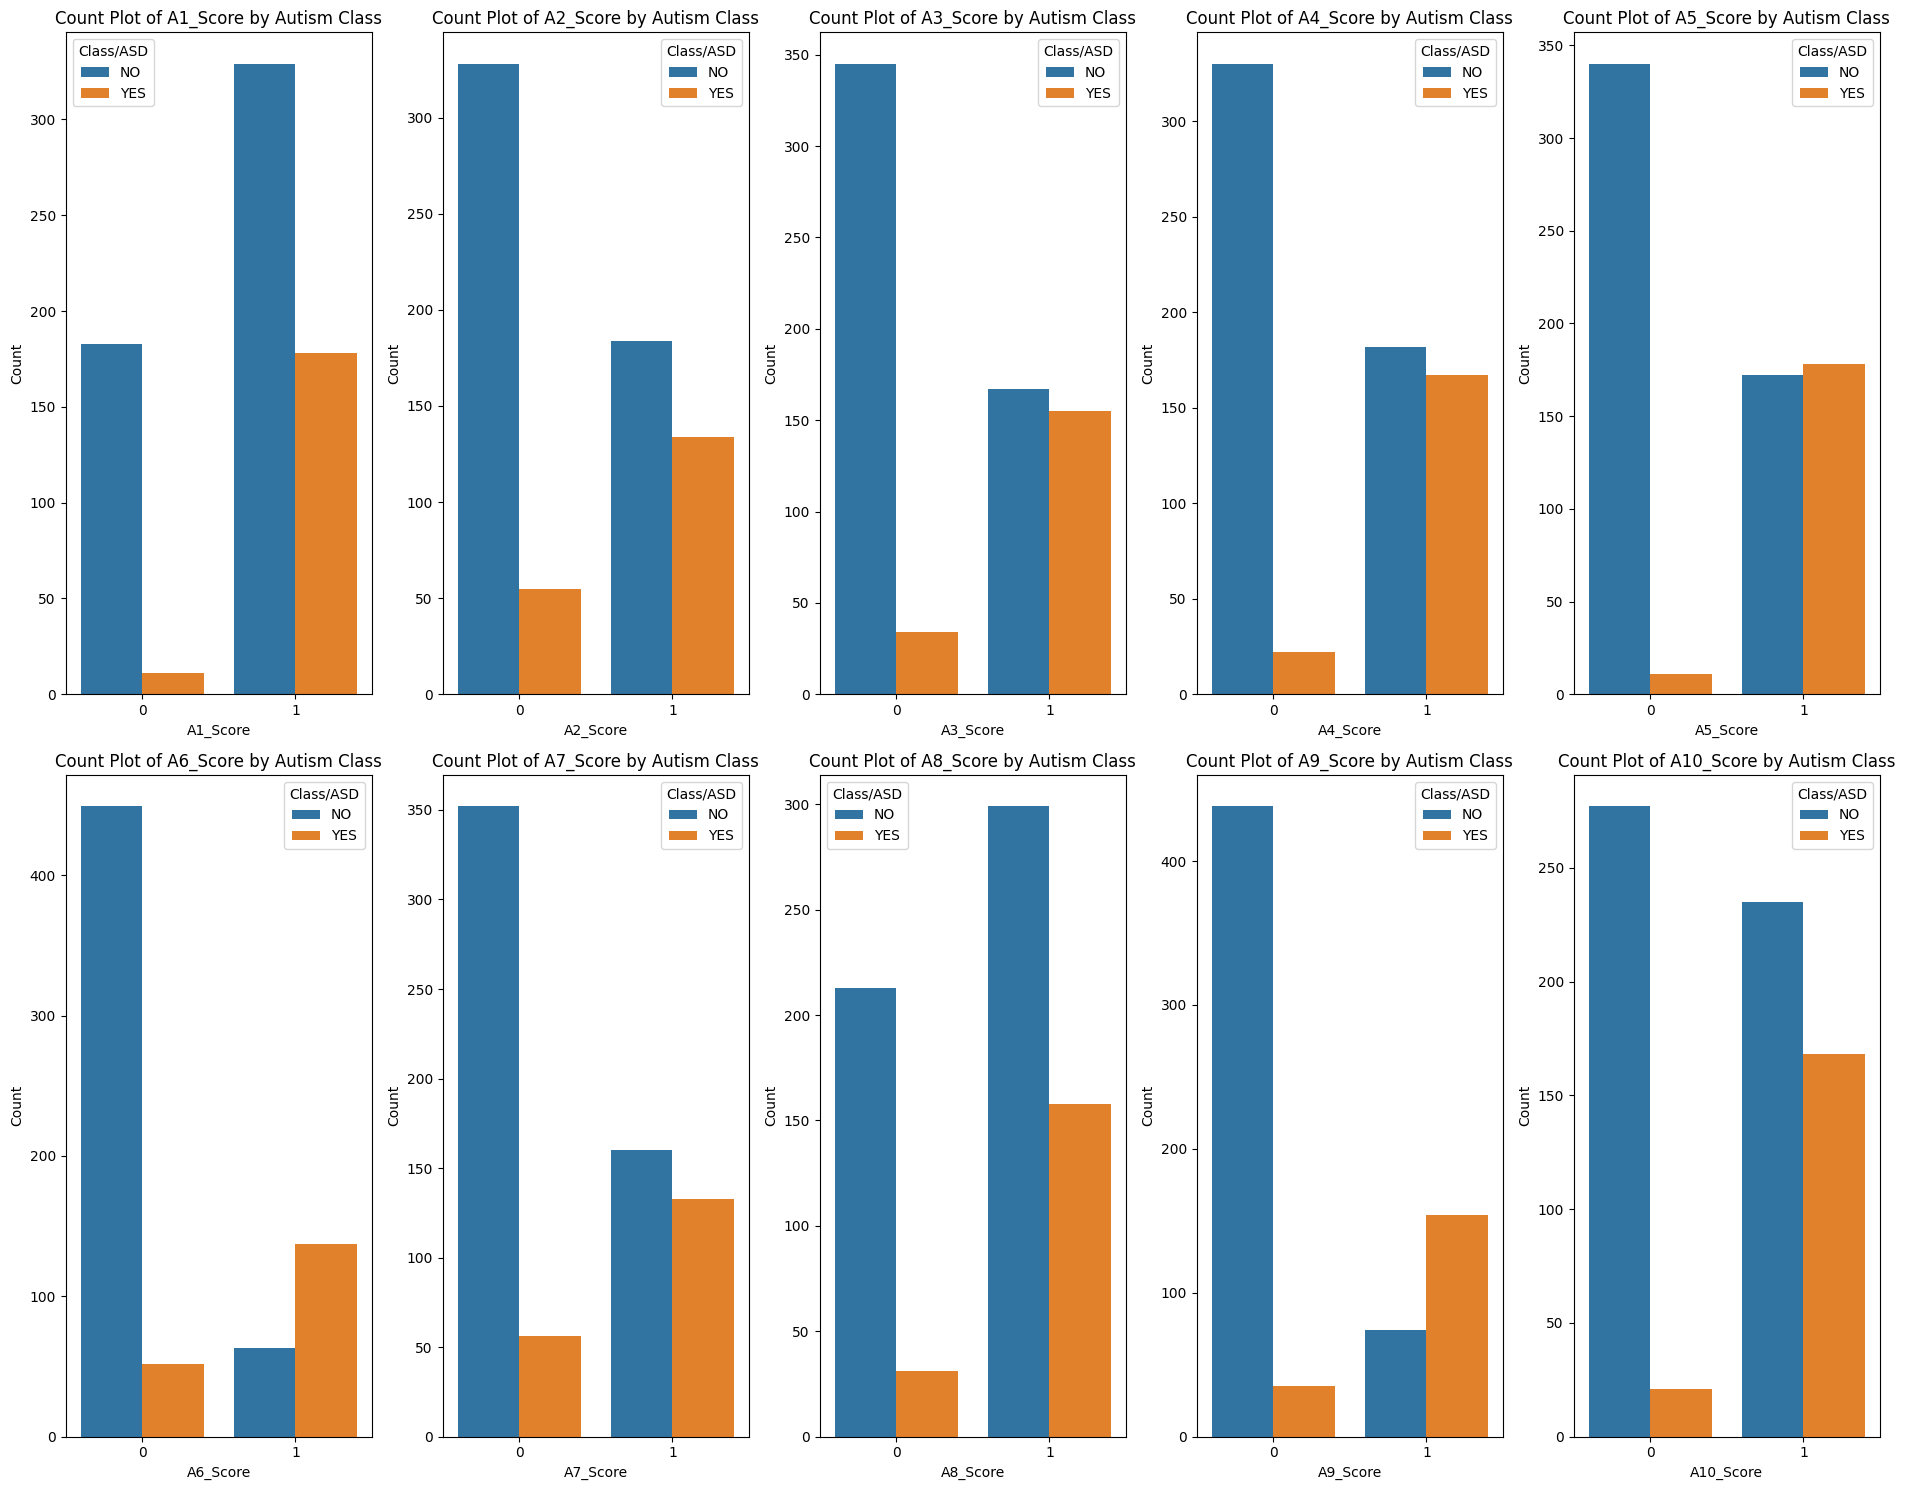 Count Plot of A1_Score by Autism Class
Class/ASD
NO
YES
300
250
200
150
100
50
0
Count
0 1
A1_Score
Count Plot of A2_Score by Autism Class
Class/ASD
NO
YES
300
250
200
150
100
50
0
Count
0 1
A2_Score
Count Plot of A3_Score by Autism Class
Class/ASD
NO
YES
350
300
250
200
150
100
50
0
Count
0 1
A3_Score
Count Plot of A4_Score by Autism Class
Class/ASD
NO
YES
300
250
200
150
100
50
0
Count
0 1
A4_Score
Count Plot of A5_Score by Autism Class
Class/ASD
NO
YES
350
300
250
200
150
100
50
0
Count
0 1
A5_Score
Count Plot of A6_Score by Autism Class
Class/ASD
NO
YES
400
300
200
100
0
Count
0 1
A6_Score
Count Plot of A7_Score by Autism Class
Class/ASD
NO
YES
350
300
250
200
150
100
50
0
Count
0 1
A7_Score
Count Plot of A8_Score by Autism Class
Class/ASD
NO
YES
300
250
200
150
100
50
0
Count
0 1
A8_Score
Count Plot of A9_Score by Autism Class
Class/ASD
NO
YES
400
300
200
100
0
Count
0 1
A9_Score
Count Plot of A10_Score by Autism Class
Class/ASD
NO
YES
250
200
150
100
50
0
Count
0 1
A10_Score